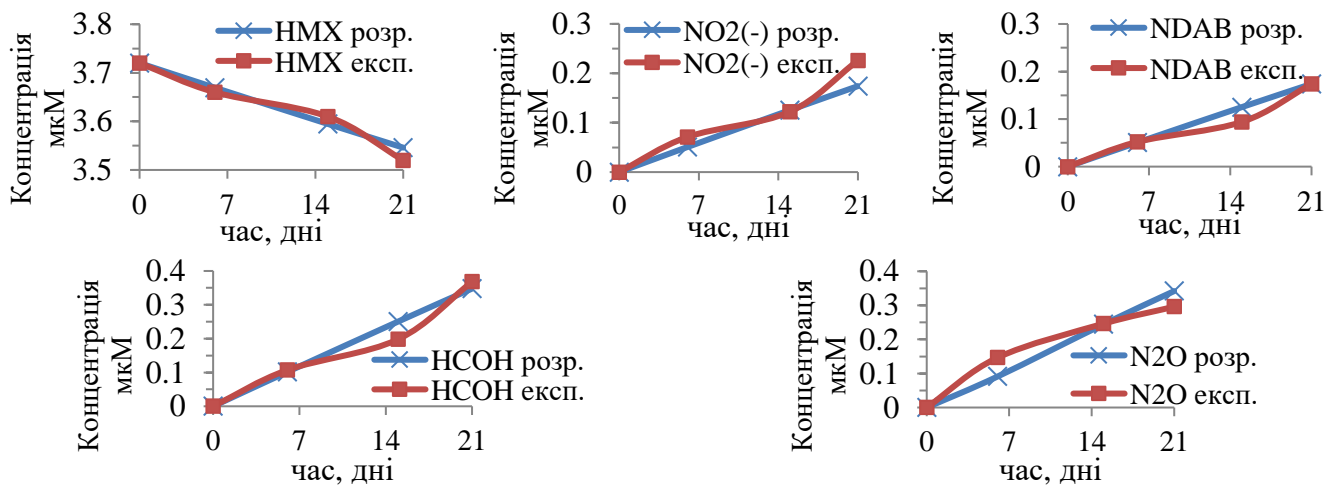 Концентрація
мкМ
3.8
3.7
3.6
3.5
0
7
14
21
час, дні
HMX розр.
HMX експ.
Концентрація
мкМ
0.3
0.2
0.1
0
0
7
14
21
час, дні
NO2(-) розр.
NO2(-) експ.
Концентрація
мкМ
0.3
0.2
0.1
0
0
7
14
21
час, дні
NDAB розр.
NDAB експ.
Концентрація
мкМ
0.4
0.3
0.2
0.1
0
0
7
14
21
час, дні
HCOH розр.
HCOH експ.
Концентрація
мкМ
0.4
0.3
0.2
0.1
0
0
7
14
21
час, дні
N2O розр.
N2O експ.